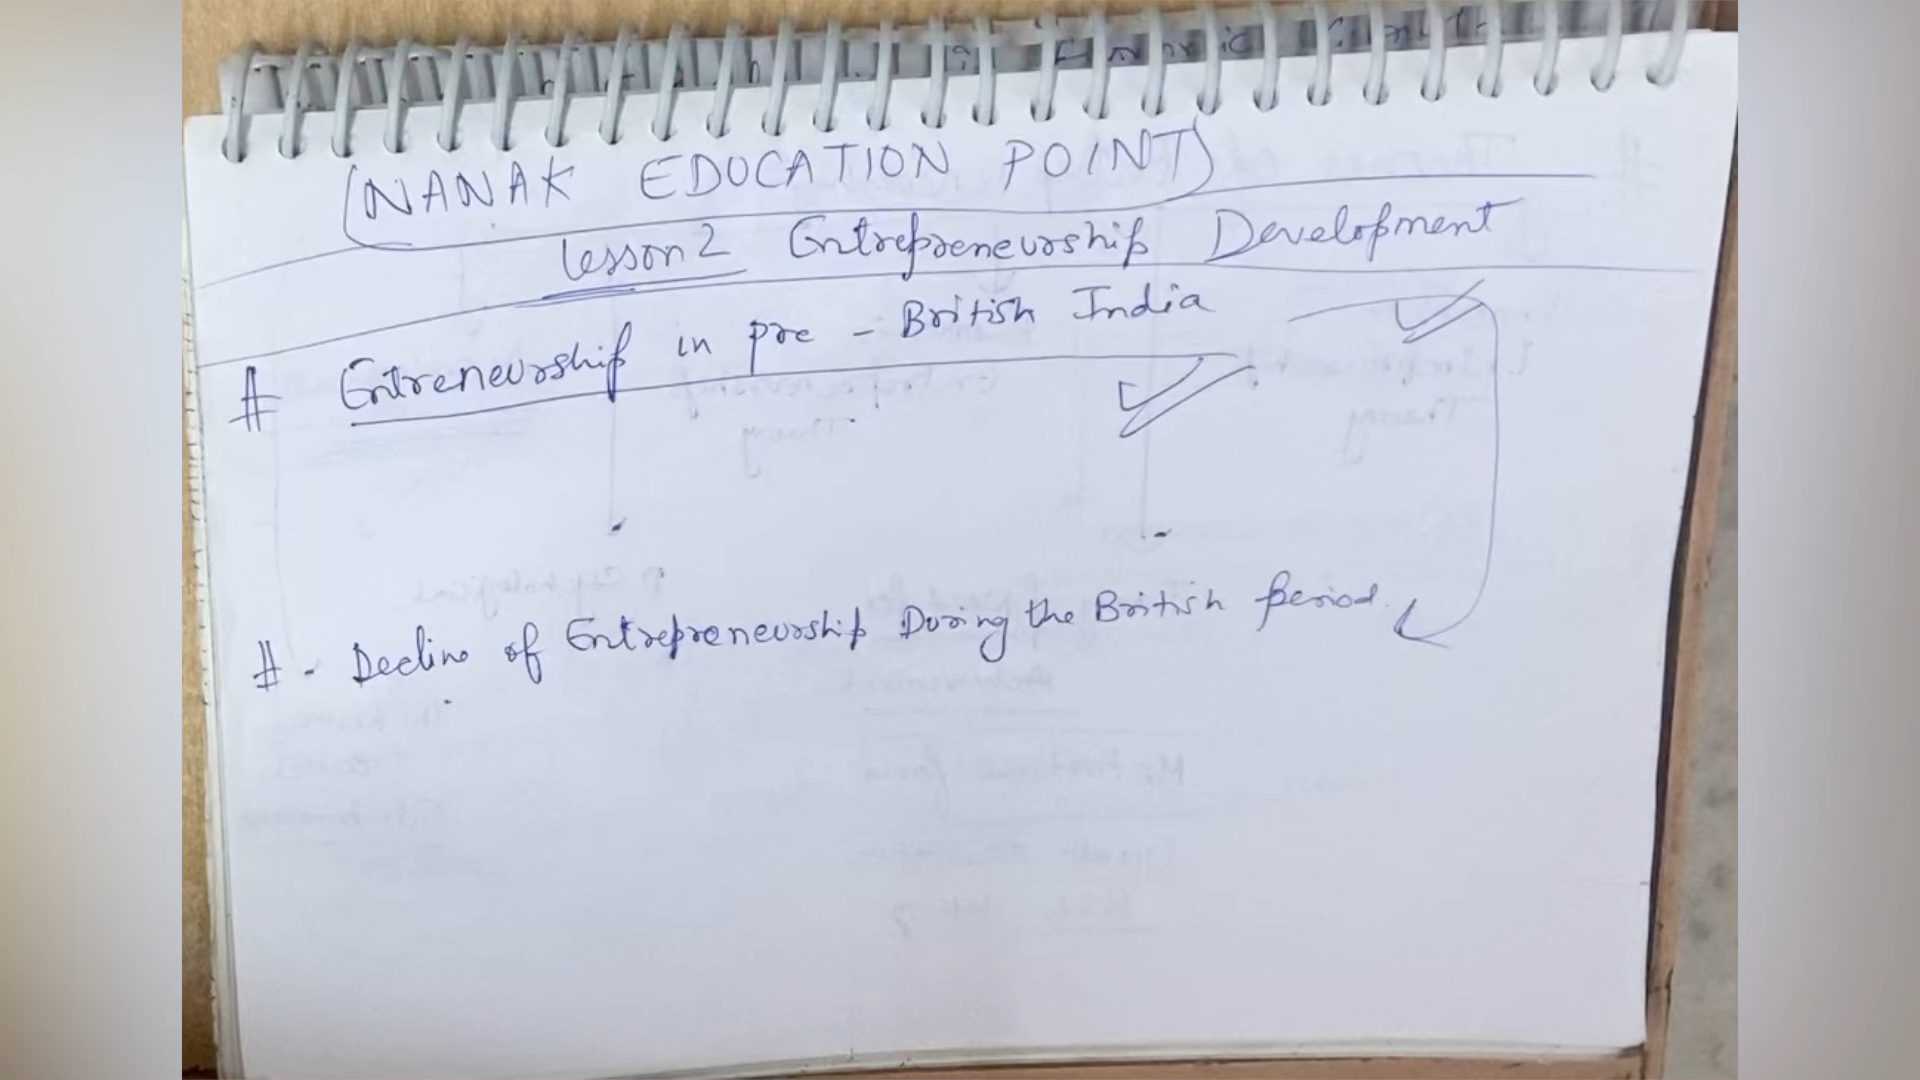 (NANAK EDUCATION POINT)
Lesson 2 Entrepreneurship Development
# Entreneurship in pre - British India
# - Decline of Entrepreneurship During the British period.